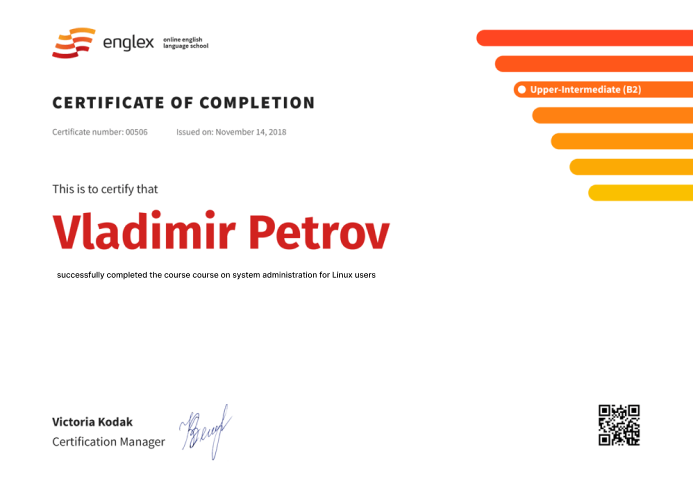 englex
online english
language school
Upper-Intermediate (B2)
CERTIFICATE OF COMPLETION
Certificate number: 00506 Issued on: November 14, 2018
This is to certify that
Vladimir Petrov
successfully completed the course course on system administration for Linux users
Victoria Kodak
Certification Manager